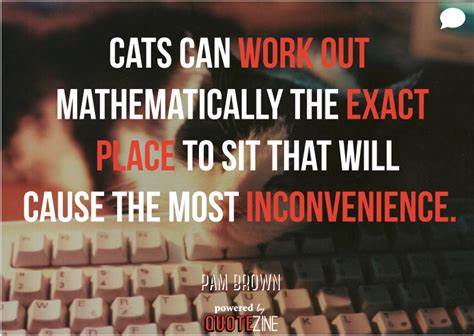 CATS CAN WORK OUT
MATHEMATICALLY THE EXACT
PLACE TO SIT THAT WILL
CAUSE THE MOST INCONVENIENCE.
PAM BROWN
powered by
QUOTEZINE